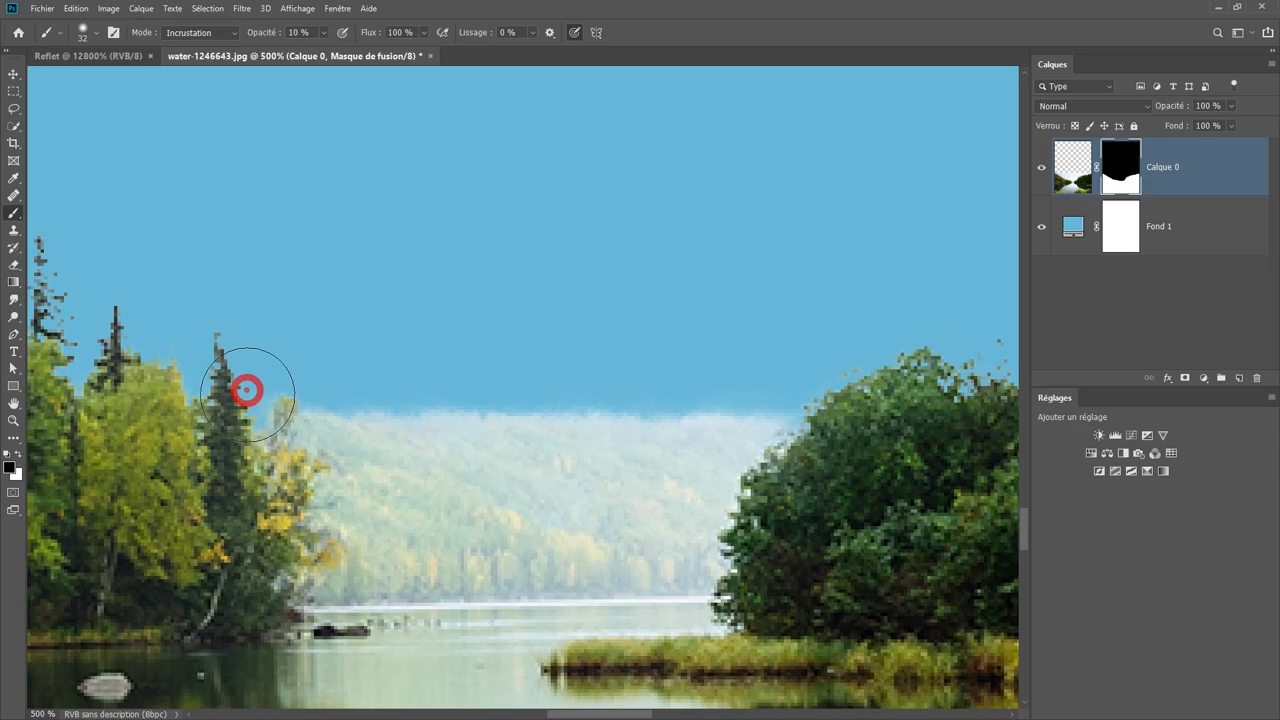 Ps Fichier Edition Image Calque Texte Sélection Filtre 3D Affichage Fenêtre Aide
32 Mode : Incrustation Opacité : 10 % Flux : 100 % Lissage : 0 %
Reflet @ 12800% (RVB/8) × water-1246643.jpg @ 500% (Calque 0, Masque de fusion/8) * ×
Calques
Type
Normal Opacité : 100 %
Verrou : Fond : 100 %
Calque 0
Fond 1
Réglages
Ajouter un réglage
500 % RVB sans description (8bpc)